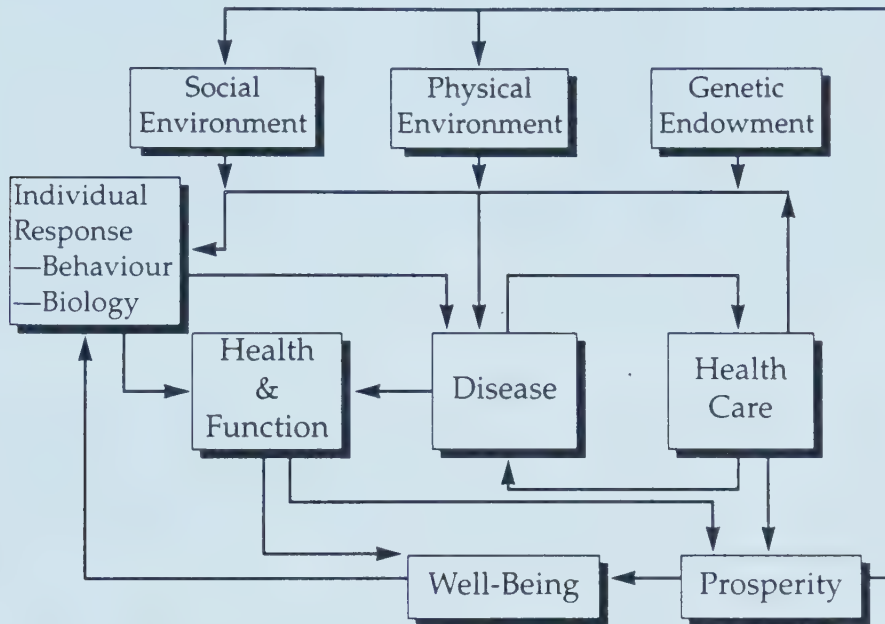 Social
Environment
Physical
Environment
Genetic
Endowment
Individual
Response
—Behaviour
—Biology
Health
&
Function
Disease
Health
Care
Well-Being
Prosperity